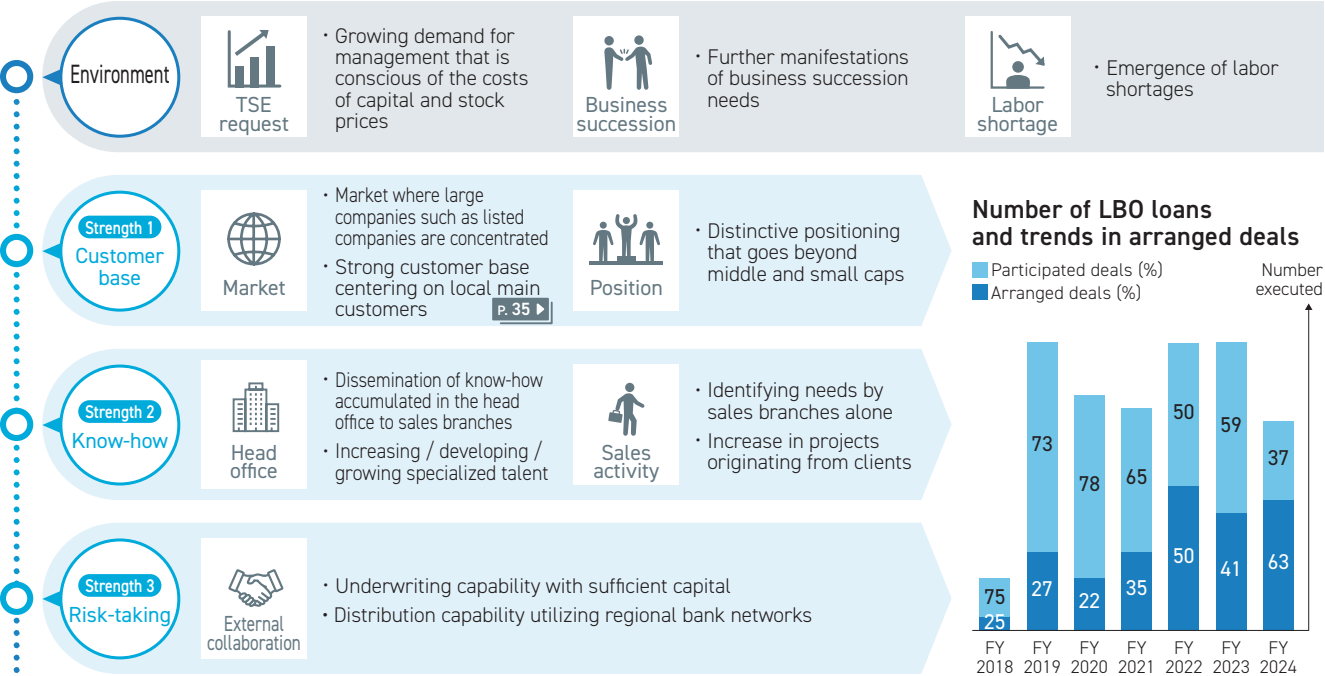 Environment
TSE
request
・Growing demand for
management that is
conscious of the costs
of capital and stock
prices
Business
succession
・Further manifestations
of business succession
needs
Labor
shortage
・Emergence of labor
shortages
Strength 1
Customer
base
Market
・Market where large
companies such as listed
companies are concentrated
・Strong customer base
centering on local main
customers
P. 35
Position
・Distinctive positioning
that goes beyond
middle and small caps
Strength 2
Know-how
Head
office
・Dissemination of know-how
accumulated in the head
office to sales branches
・Increasing / developing /
growing specialized talent
Sales
activity
・Identifying needs by
sales branches alone
・Increase in projects
originating from clients
Strength 3
Risk-taking
External
collaboration
・Underwriting capability with sufficient capital
・Distribution capability utilizing regional bank networks
Number of LBO loans
and trends in arranged deals
Participated deals (%)
Arranged deals (%)
Number
executed
75
25
73
27
78
22
65
35
50
50
59
41
37
63
FY
2018
FY
2019
FY
2020
FY
2021
FY
2022
FY
2023
FY
2024